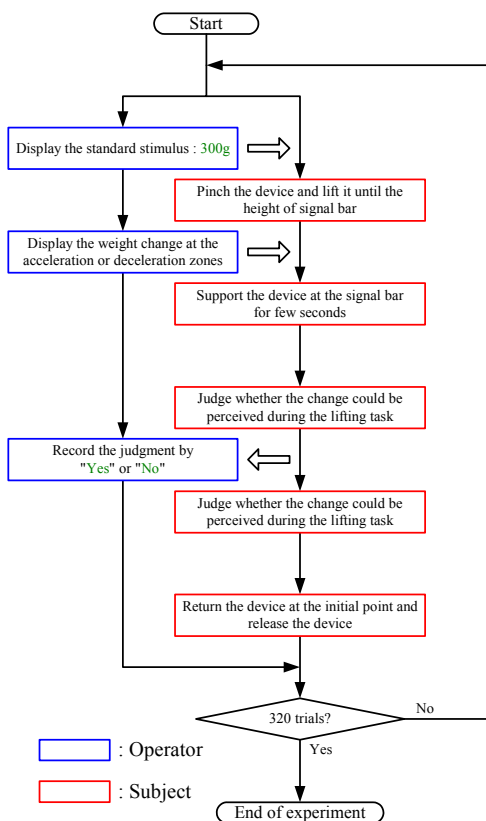 Start
Display the standard stimulus : 300g
Pinch the device and lift it until the
height of signal bar
Display the weight change at the
acceleration or deceleration zones
Support the device at the signal bar
for few seconds
Judge whether the change could be
perceived during the lifting task
Record the judgment by
"Yes" or "No"
Judge whether the change could be
perceived during the lifting task
Return the device at the initial point and
release the device
320 trials?
No
Yes
: Operator
: Subject
End of experiment